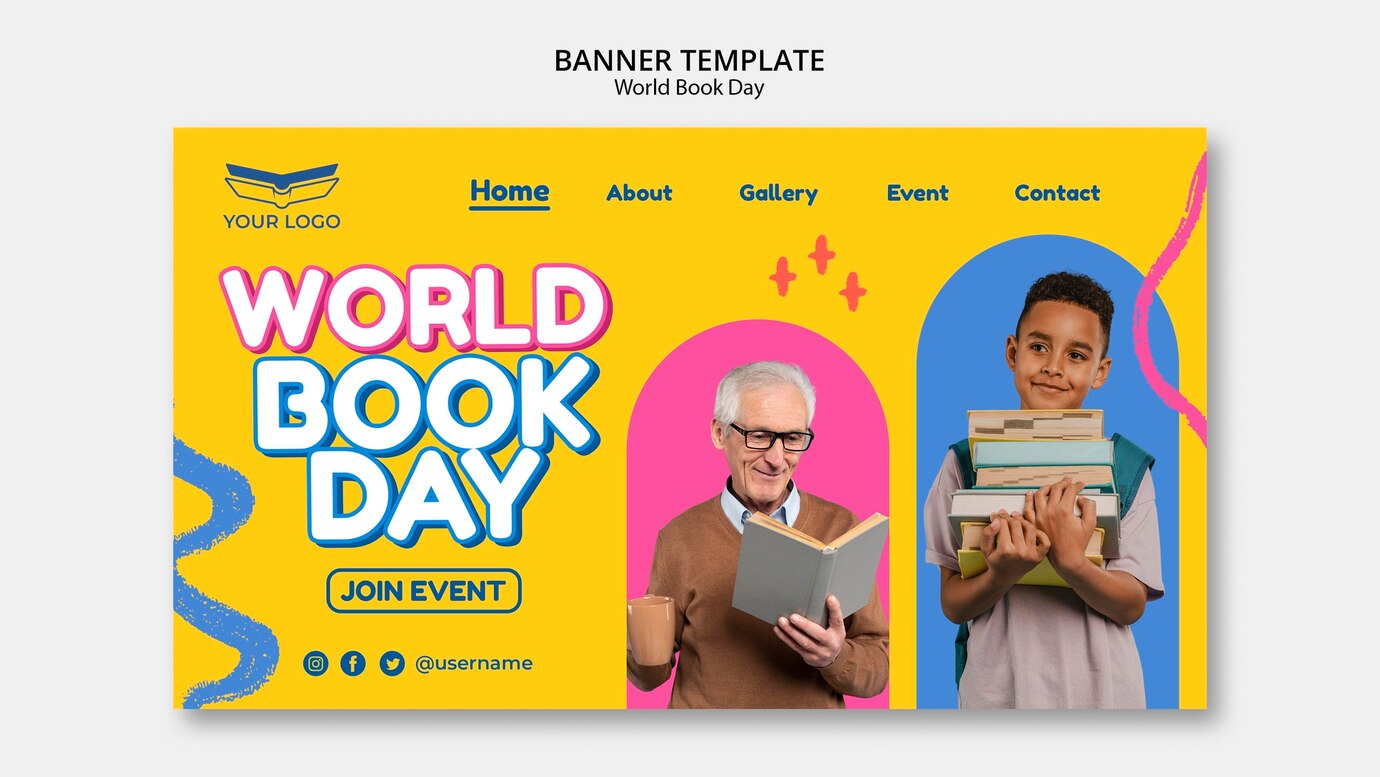 BANNER TEMPLATE
World Book Day
YOUR LOGO
Home About Gallery Event Contact
WORLD
BOOK
DAY
JOIN EVENT
@username